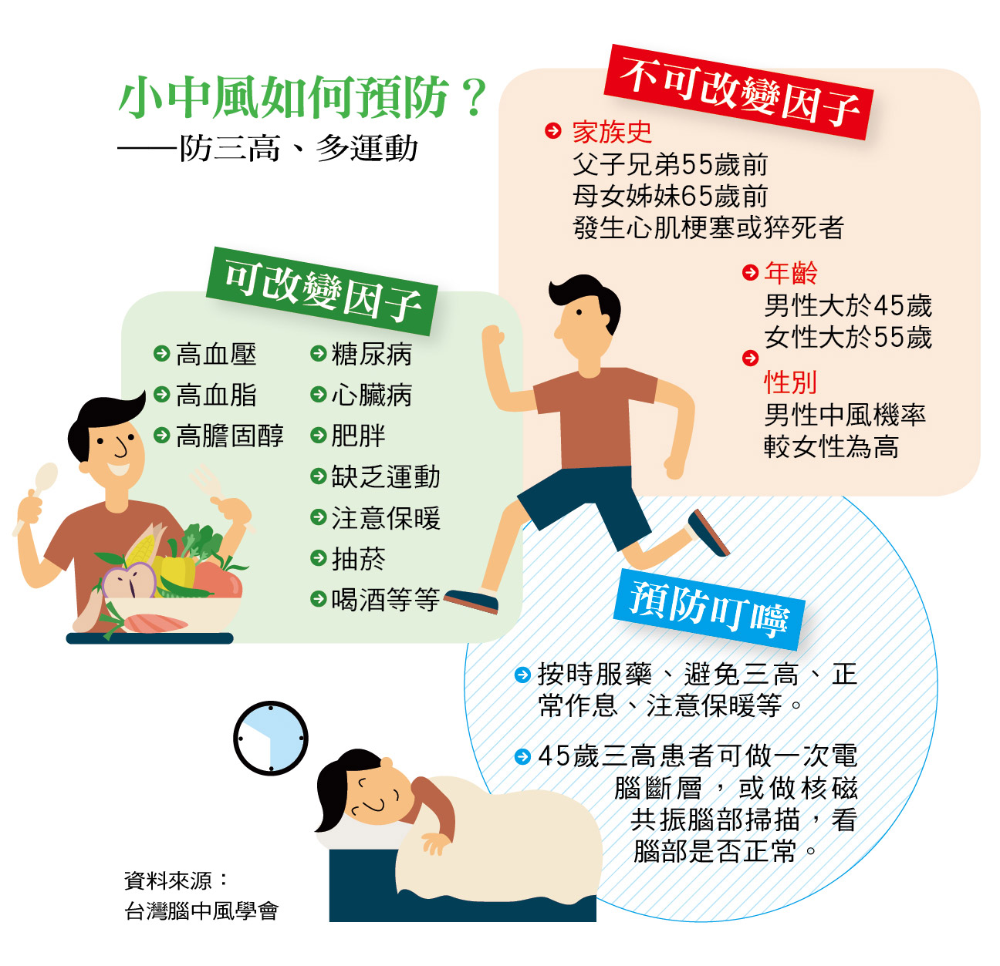 小中風如何預防？
——防三高、多運動
不可改變因子
家族史
父子兄弟55歲前
母女姊妹65歲前
發生心肌梗塞或猝死者
年齡
男性大於45歲
女性大於55歲
性別
男性中風機率
較女性為高
可改變因子
高血壓
高血脂
高膽固醇
糖尿病
心臟病
肥胖
缺乏運動
注意保暖
抽菸
喝酒等等
預防叮嚀
按時服藥、避免三高、正
常作息、注意保暖等。
45歲三高患者可做一次電
腦斷層，或做核磁
共振腦部掃描，看
腦部是否正常。
資料來源：
台灣腦中風學會